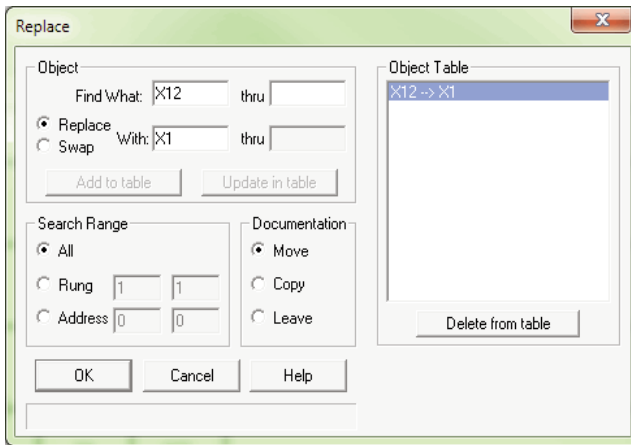 Replace
Object
Find What: X12 thru
Replace
Swap
With: X1 thru
Add to table Update in table
Search Range
All
Rung 1 1
Address 0 0
Documentation
Move
Copy
Leave
Object Table
X12 --> X1
Delete from table
OK Cancel Help